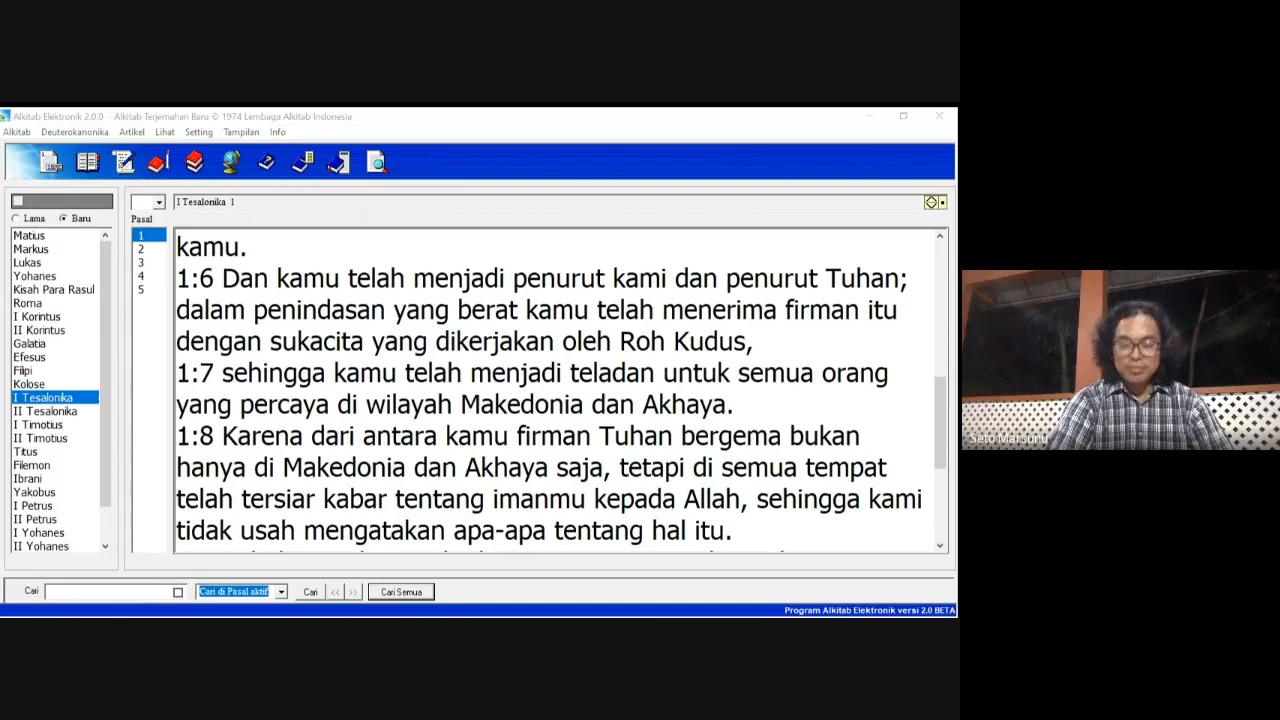 Alkitab Elektronik 2.0.0 - Alkitab Terjemahan Baru © 1974 Lembaga Alkitab Indonesia
Alkitab Deuterokanonika Artikel Lihat Setting Tampilan Info
Lama Baru
Matius
Markus
Lukas
Yohanes
Kisah Para Rasul
Roma
I Korintus
II Korintus
Galatia
Efesus
Filipi
Kolose
I Tesalonika
II Tesalonika
I Timotius
II Timotius
Titus
Filemon
Ibrani
Yakobus
I Petrus
II Petrus
I Yohanes
II Yohanes
Pasal
1
2
3
4
5
I Tesalonika 1
kamu.
1:6 Dan kamu telah menjadi penurut kami dan penurut Tuhan;
dalam penindasan yang berat kamu telah menerima firman itu
dengan sukacita yang dikerjakan oleh Roh Kudus,
1:7 sehingga kamu telah menjadi teladan untuk semua orang
yang percaya di wilayah Makedonia dan Akhaya.
1:8 Karena dari antara kamu firman Tuhan bergema bukan
hanya di Makedonia dan Akhaya saja, tetapi di semua tempat
telah tersiar kabar tentang imanmu kepada Allah, sehingga kami
tidak usah mengatakan apa-apa tentang hal itu.
Cari Cari di Pasal aktif Cari << >> Cari Semua
Program Alkitab Elektronik versi 2.0 BETA
Seto Marsunu